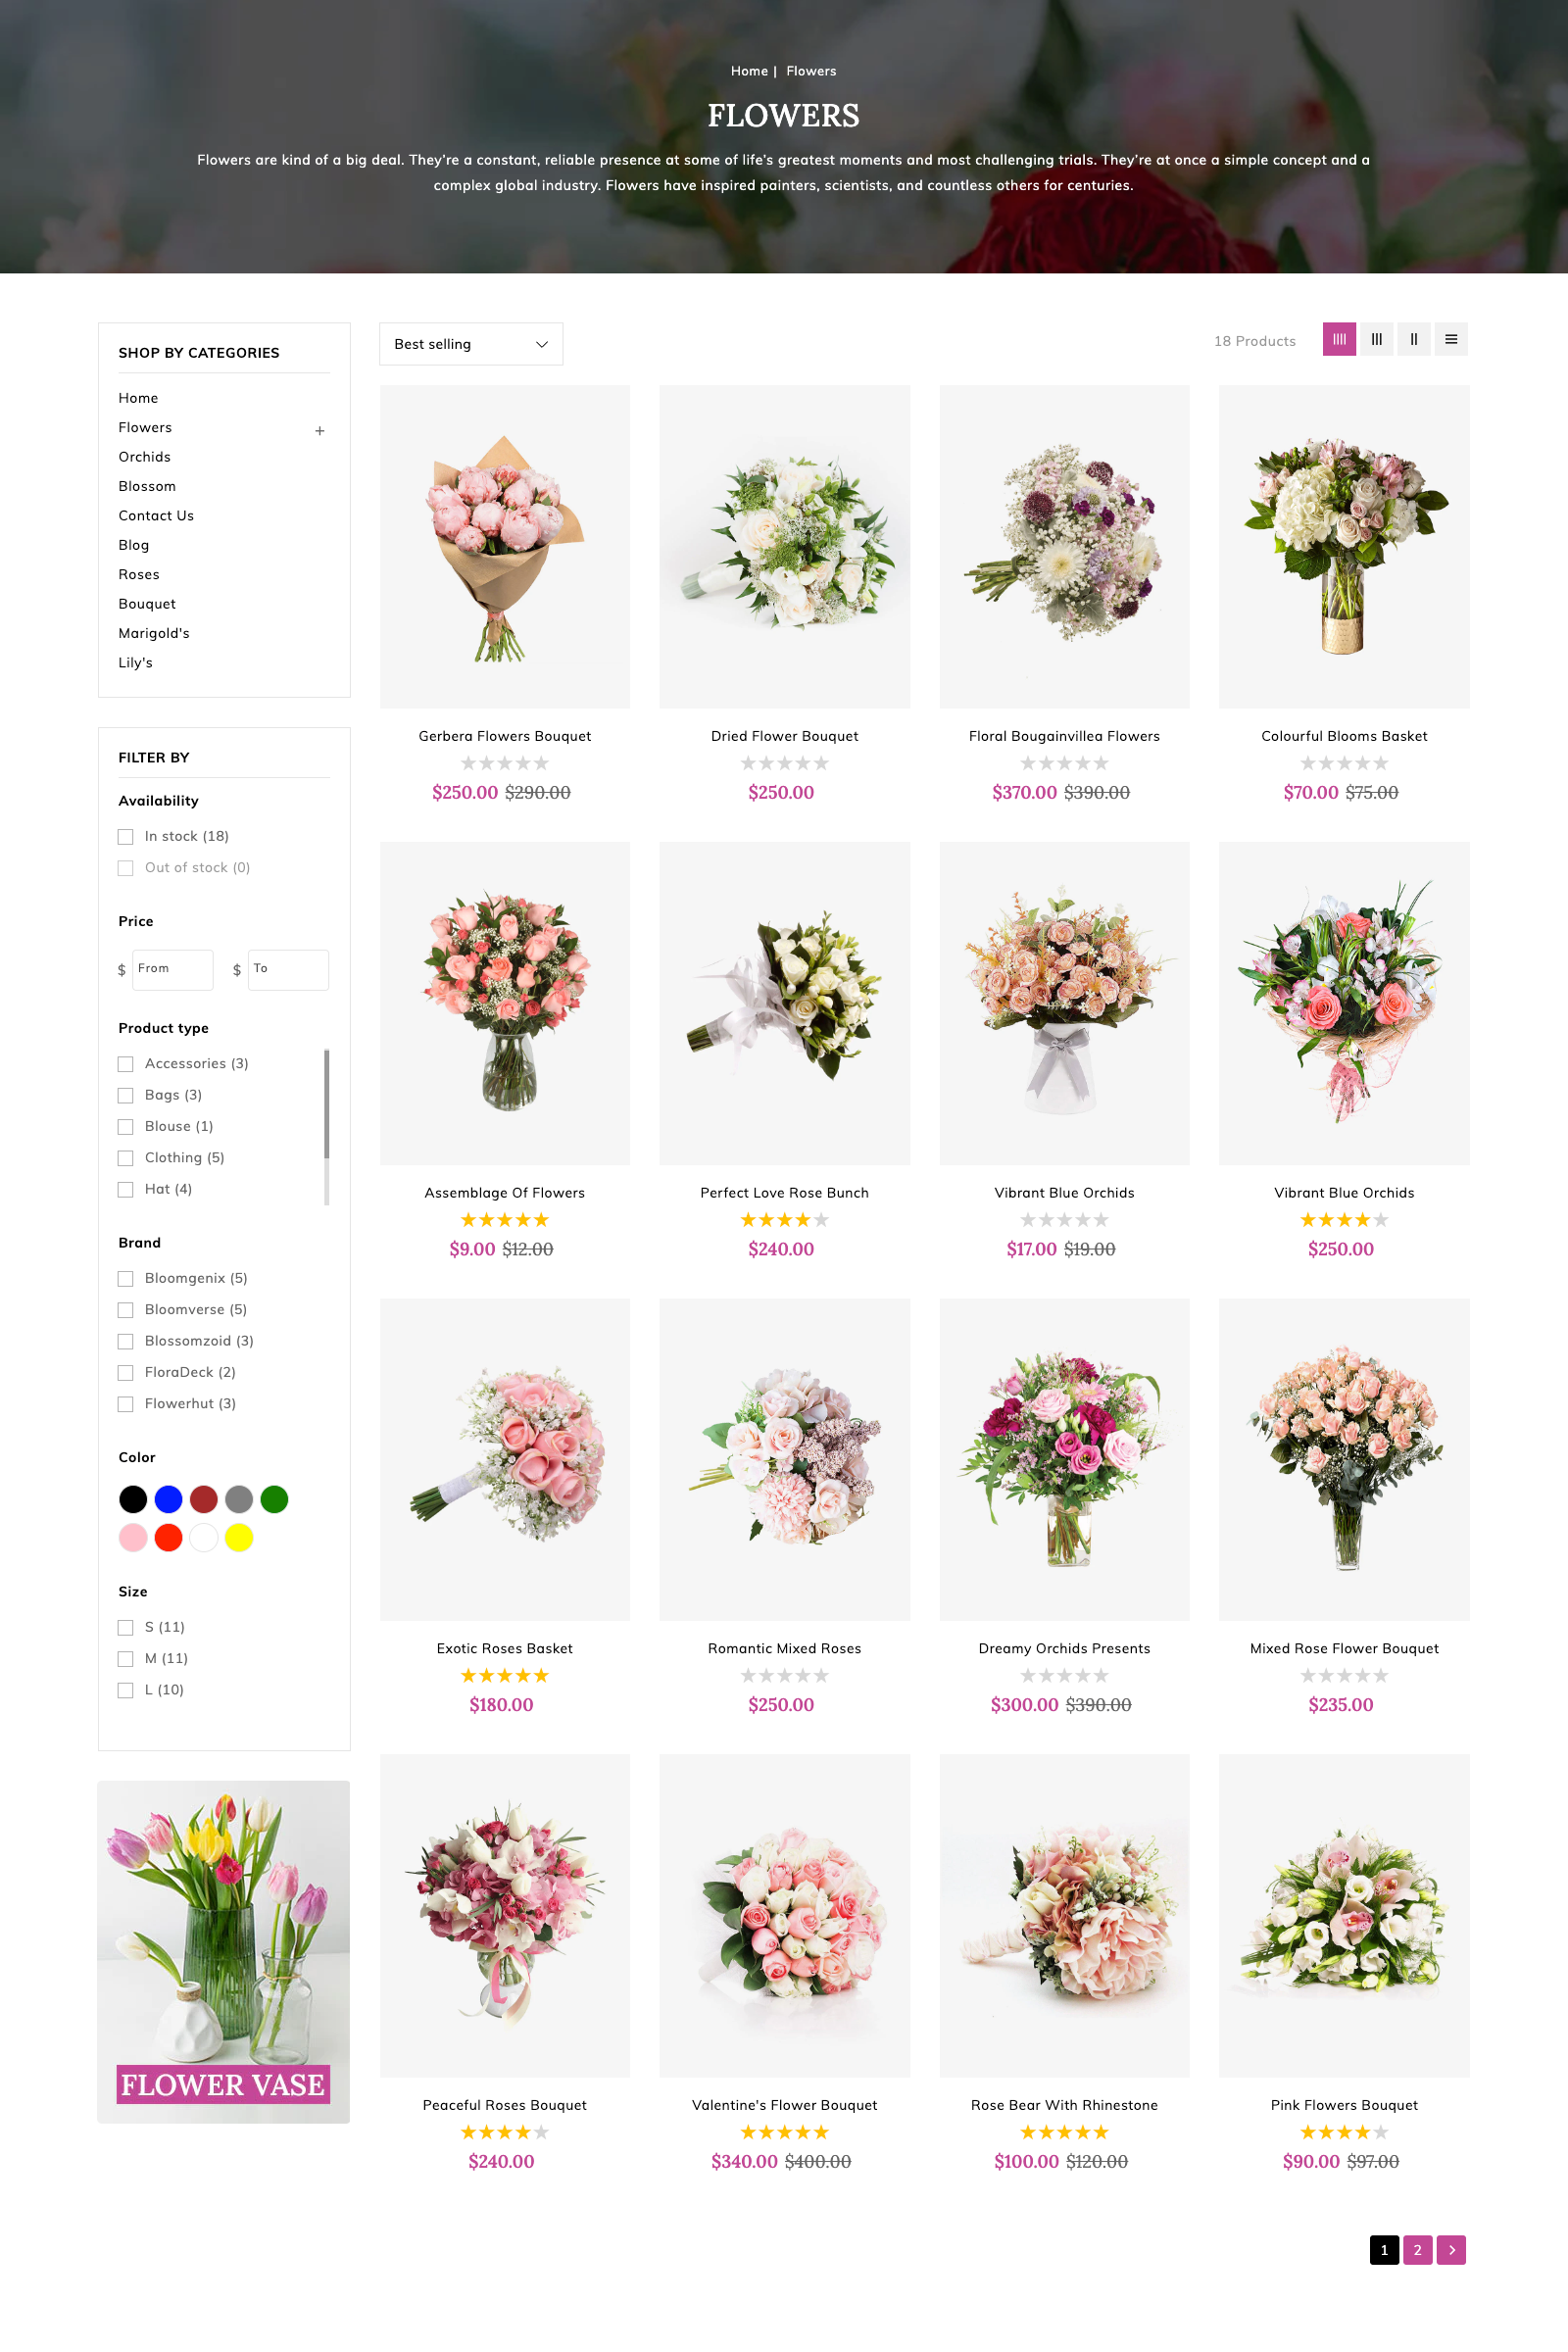 Home | Flowers
FLOWERS
Flowers are kind of a big deal. They're a constant, reliable presence at some of life's greatest moments and most challenging trials. They're at once a simple concept and a
complex global industry. Flowers have inspired painters, scientists, and countless others for centuries.
SHOP BY CATEGORIES
Home
Flowers +
Orchids
Blossom
Contact Us
Blog
Roses
Bouquet
Marigold's
Lily's
FILTER BY
Availability
In stock (18)
Out of stock (0)
Price
$ From $ To
Product type
Accessories (3)
Bags (3)
Blouse (1)
Clothing (5)
Hat (4)
Brand
Bloomgenix (5)
Bloomverse (5)
Blossomzoid (3)
FloraDeck (2)
Flowerhut (3)
Color
Size
S (11)
M (11)
L (10)
FLOWER VASE
Best selling
18 Products
Gerbera Flowers Bouquet
$250.00 $290.00
Dried Flower Bouquet
$250.00
Floral Bougainvillea Flowers
$370.00 $390.00
Colourful Blooms Basket
$70.00 $75.00
Assemblage Of Flowers
$9.00 $12.00
Perfect Love Rose Bunch
$240.00
Vibrant Blue Orchids
$17.00 $19.00
Vibrant Blue Orchids
$250.00
Exotic Roses Basket
$180.00
Romantic Mixed Roses
$250.00
Dreamy Orchids Presents
$300.00 $390.00
Mixed Rose Flower Bouquet
$235.00
Peaceful Roses Bouquet
$240.00
Valentine's Flower Bouquet
$340.00 $400.00
Rose Bear With Rhinestone
$100.00 $120.00
Pink Flowers Bouquet
$90.00 $97.00
1 2